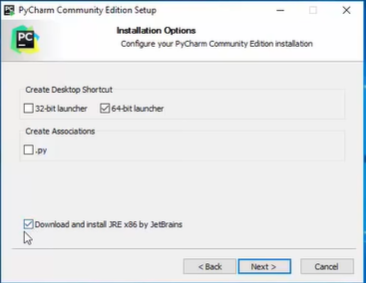 PyCharm Community Edition Setup
PC
Installation Options
Configure your PyCharm Community Edition installation
Create Desktop Shortcut
32-bit launcher
64-bit launcher
Create Associations
.py
Download and install JRE x86 by JetBrains
< Back
Next >
Cancel